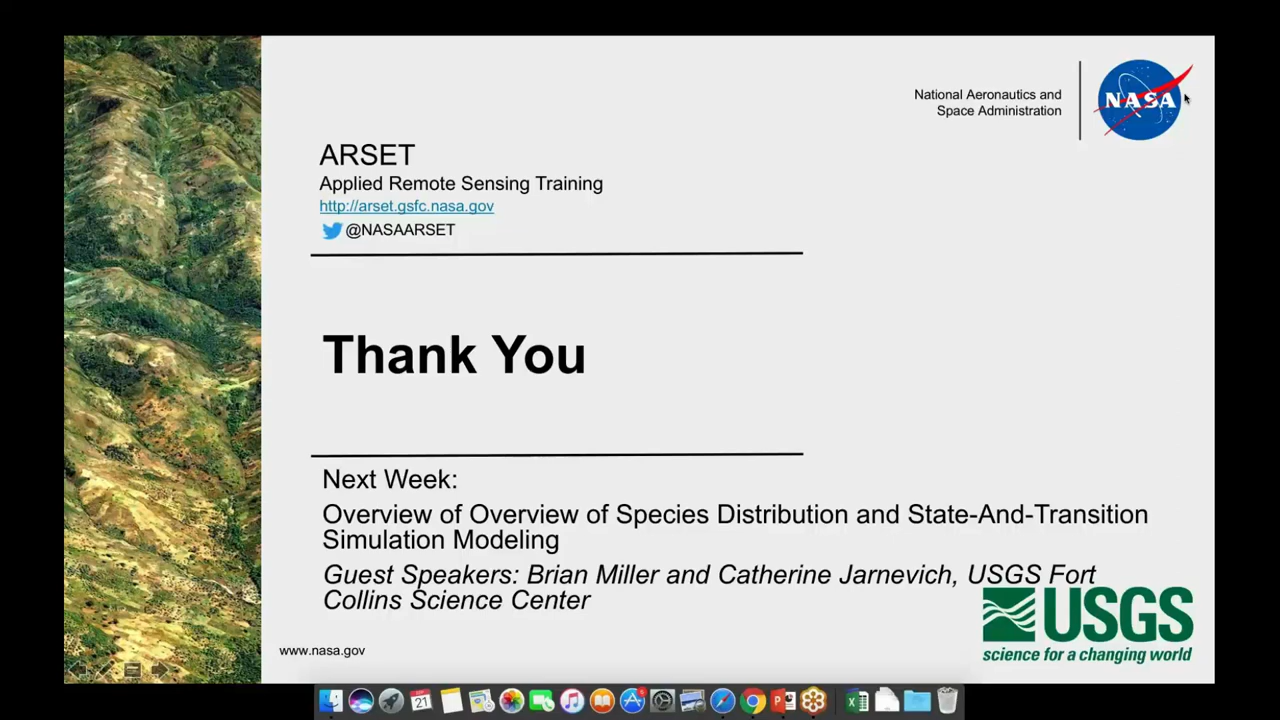 National Aeronautics and
Space Administration
NASA
ARSET
Applied Remote Sensing Training
http://arset.gsfc.nasa.gov
@NASAARSET
Thank You
Next Week:
Overview of Overview of Species Distribution and State-And-Transition
Simulation Modeling
Guest Speakers: Brian Miller and Catherine Jarnevich, USGS Fort
Collins Science Center
USGS
science for a changing world
www.nasa.gov
21